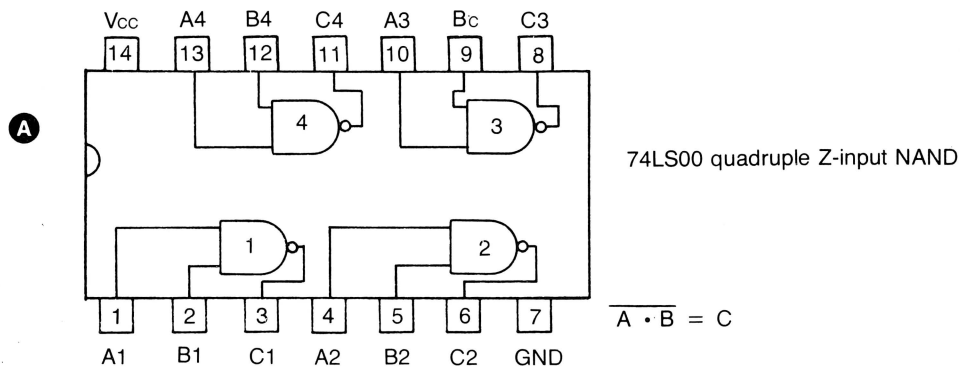 Vcc A4 B4 C4 A3 Bc C3
14 13 12 11 10 9 8
A
4 3
74LS00 quadruple Z-input NAND
1 2
1 2 3 4 5 6 7
A · B = C
A1 B1 C1 A2 B2 C2 GND